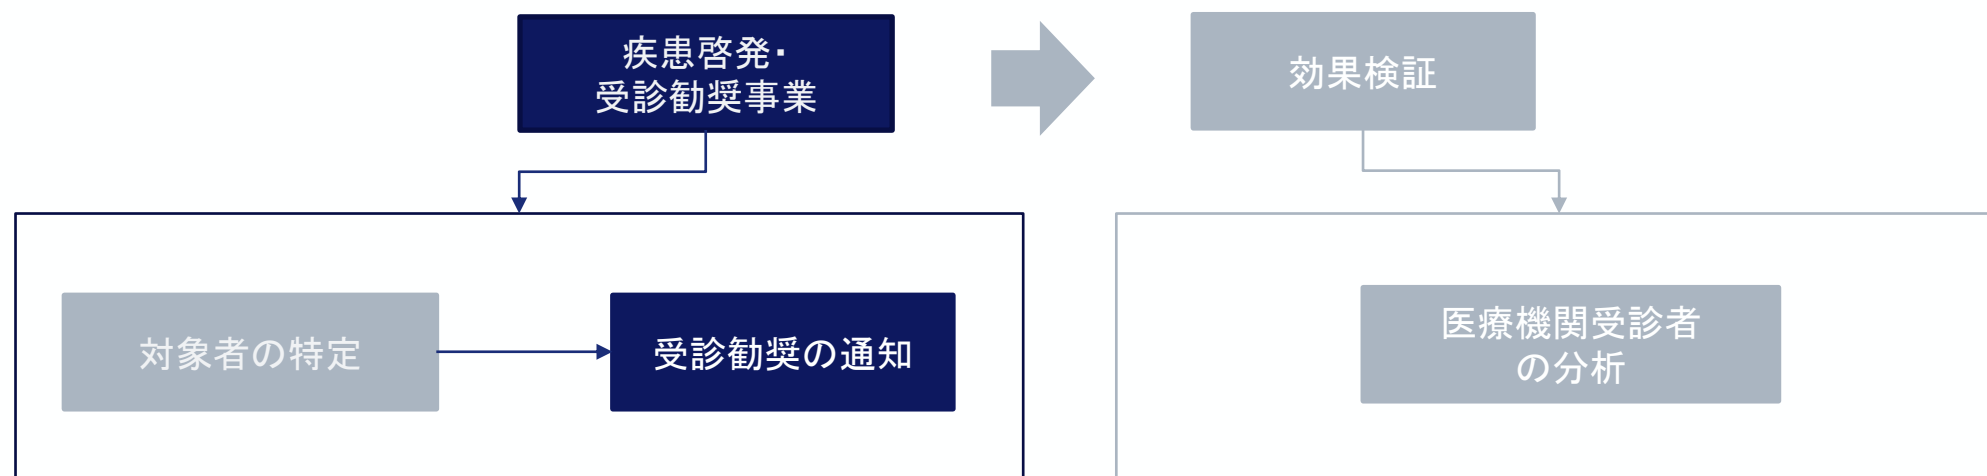 疾患啓発・
受診勧奨事業
効果検証
対象者の特定
受診勧奨の通知
医療機関受診者
の分析